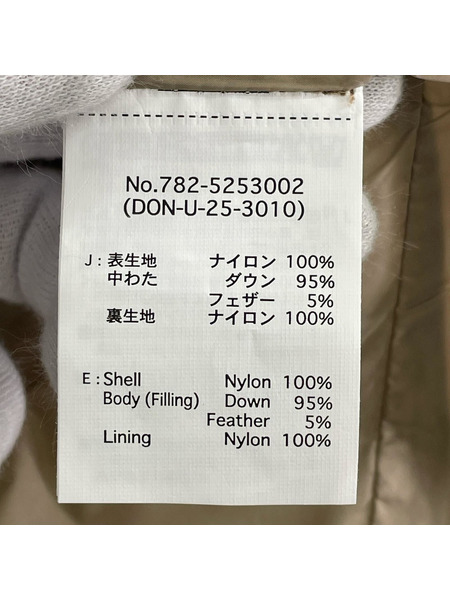 No.782-5253002
(DON-U-25-3010)
J：表生地 ナイロン 100%
中わた ダウン 95%
フェザー 5%
裏生地 ナイロン 100%
E：Shell Nylon 100%
Body (Filling) Down 95%
Feather 5%
Lining Nylon 100%